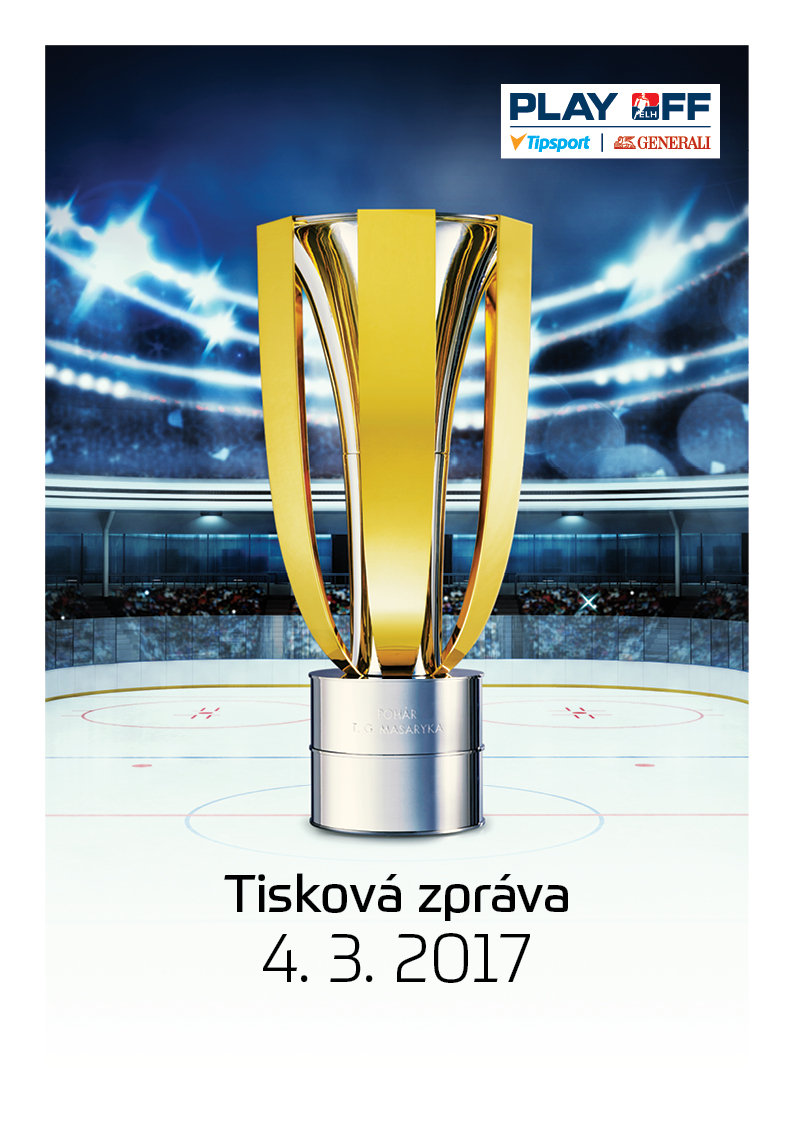 PLAY OFF
ELH
Tipsport | GENERALI
POHÁR
T. G. MASARYKA
Tisková zpráva
4. 3. 2017